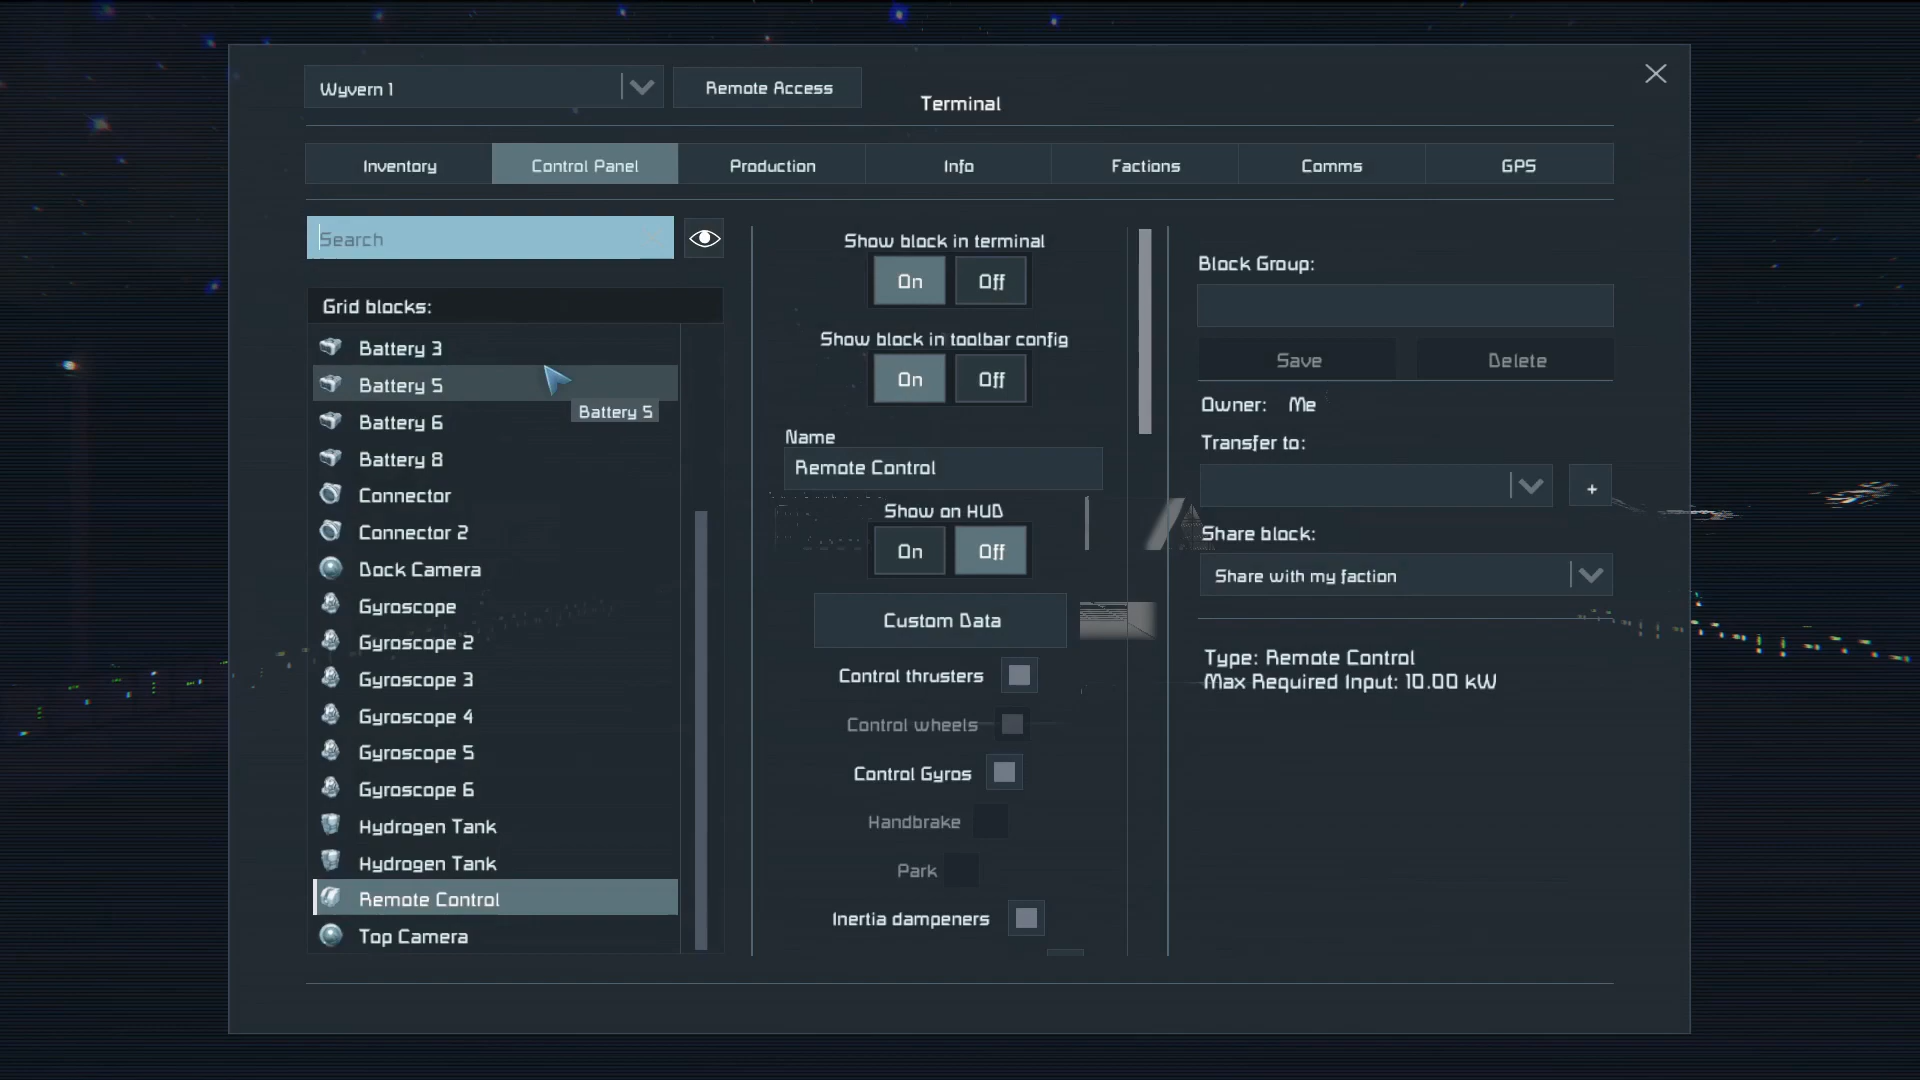 Wyvern 1
Remote Access
Terminal
Inventory
Control Panel
Production
Info
Factions
Comms
GPS
Search
Grid blocks:
Battery 3
Battery 5
Battery 5
Battery 6
Battery 8
Connector
Connector 2
Dock Camera
Gyroscope
Gyroscope 2
Gyroscope 3
Gyroscope 4
Gyroscope 5
Gyroscope 6
Hydrogen Tank
Hydrogen Tank
Remote Control
Top Camera
Show block in terminal
On Off
Show block in toolbar config
On Off
Name
Remote Control
Show on HUD
On Off
Custom Data
Control thrusters
Control wheels
Control Gyros
Handbrake
Park
Inertia dampeners
Block Group:
Save Delete
Owner: Me
Transfer to:
+
Share block:
Share with my faction
Type: Remote Control
Max Required Input: 10.00 kW